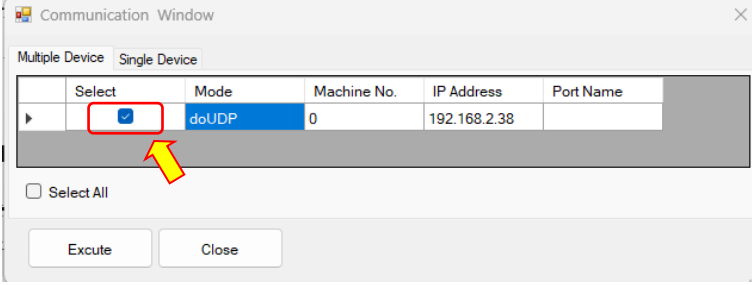 Communication Window
Multiple Device Single Device
Select Mode Machine No. IP Address Port Name
doUDP 0 192.168.2.38
Select All
Excute Close